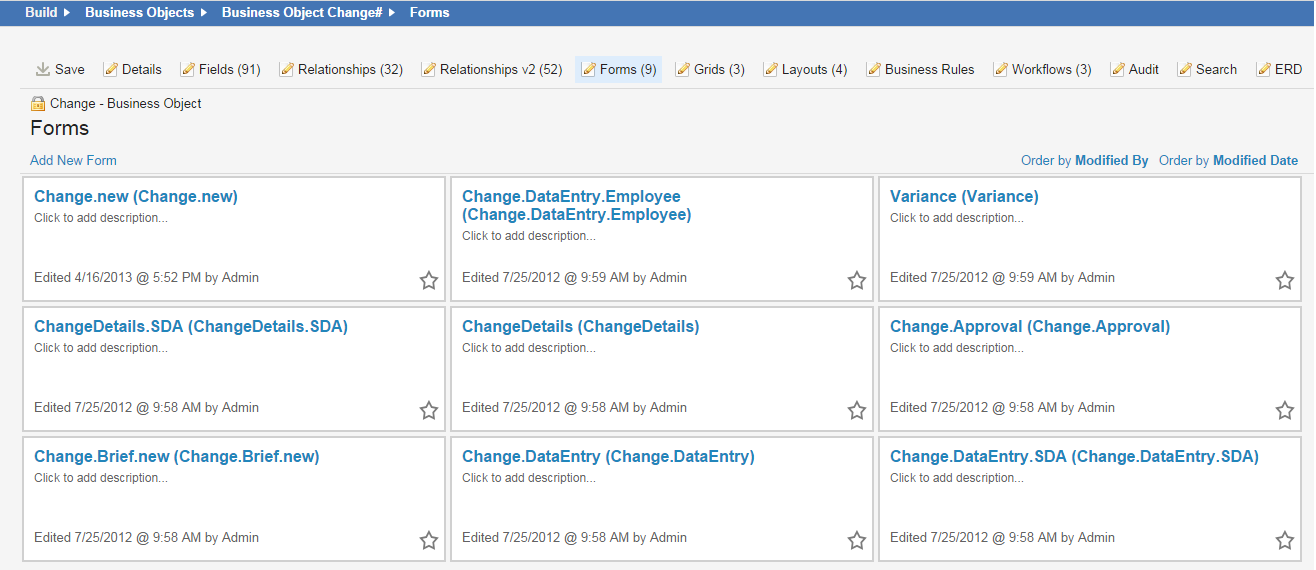 Build Business Objects Business Object Change# Forms
Save Details Fields (91) Relationships (32) Relationships v2 (52) Forms (9) Grids (3) Layouts (4) Business Rules Workflows (3) Audit Search ERD
Change - Business Object
Forms
Add New Form Order by Modified By Order by Modified Date
Change.new (Change.new)
Click to add description...
Edited 4/16/2013 @ 5:52 PM by Admin
Change.DataEntry.Employee
(Change.DataEntry.Employee)
Click to add description...
Edited 7/25/2012 @ 9:59 AM by Admin
Variance (Variance)
Click to add description...
Edited 7/25/2012 @ 9:59 AM by Admin
ChangeDetails.SDA (ChangeDetails.SDA)
Click to add description...
Edited 7/25/2012 @ 9:58 AM by Admin
ChangeDetails (ChangeDetails)
Click to add description...
Edited 7/25/2012 @ 9:58 AM by Admin
Change.Approval (Change.Approval)
Click to add description...
Edited 7/25/2012 @ 9:58 AM by Admin
Change.Brief.new (Change.Brief.new)
Click to add description...
Edited 7/25/2012 @ 9:58 AM by Admin
Change.DataEntry (Change.DataEntry)
Click to add description...
Edited 7/25/2012 @ 9:58 AM by Admin
Change.DataEntry.SDA (Change.DataEntry.SDA)
Click to add description...
Edited 7/25/2012 @ 9:58 AM by Admin